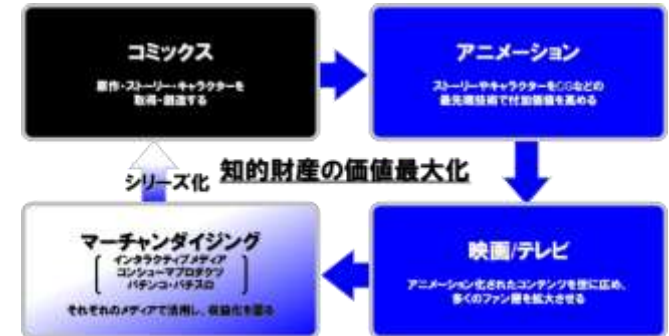 コミックス
原作・ストーリー・キャラクターを
取得・創造する
アニメーション
ストーリーやキャラクターをCGなどの
最先端技術で付加価値を高める
シリーズ化
知的財産の価値最大化
マーチャンダイジング
インタラクティブメディア
コンシューマプロダクツ
パチンコ・パチスロ
それぞれのメディアで活用し、収益化を図る
映画/テレビ
アニメーション化されたコンテンツを世に広め、
多くのファン層を拡大させる